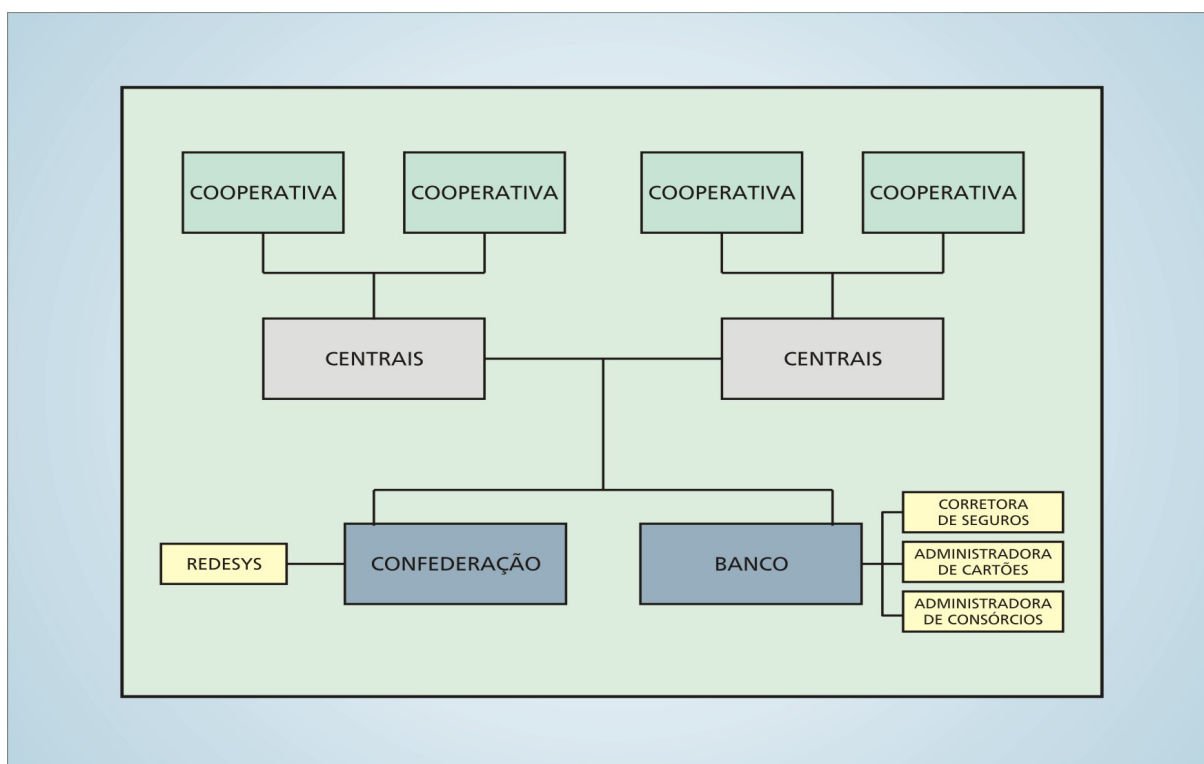 COOPERATIVA
COOPERATIVA
COOPERATIVA
COOPERATIVA
CENTRAIS
CENTRAIS
REDESYS
CONFEDERAÇÃO
BANCO
CORRETORA
DE SEGUROS
ADMINISTRADORA
DE CARTÕES
ADMINISTRADORA
DE CONSÓRCIOS